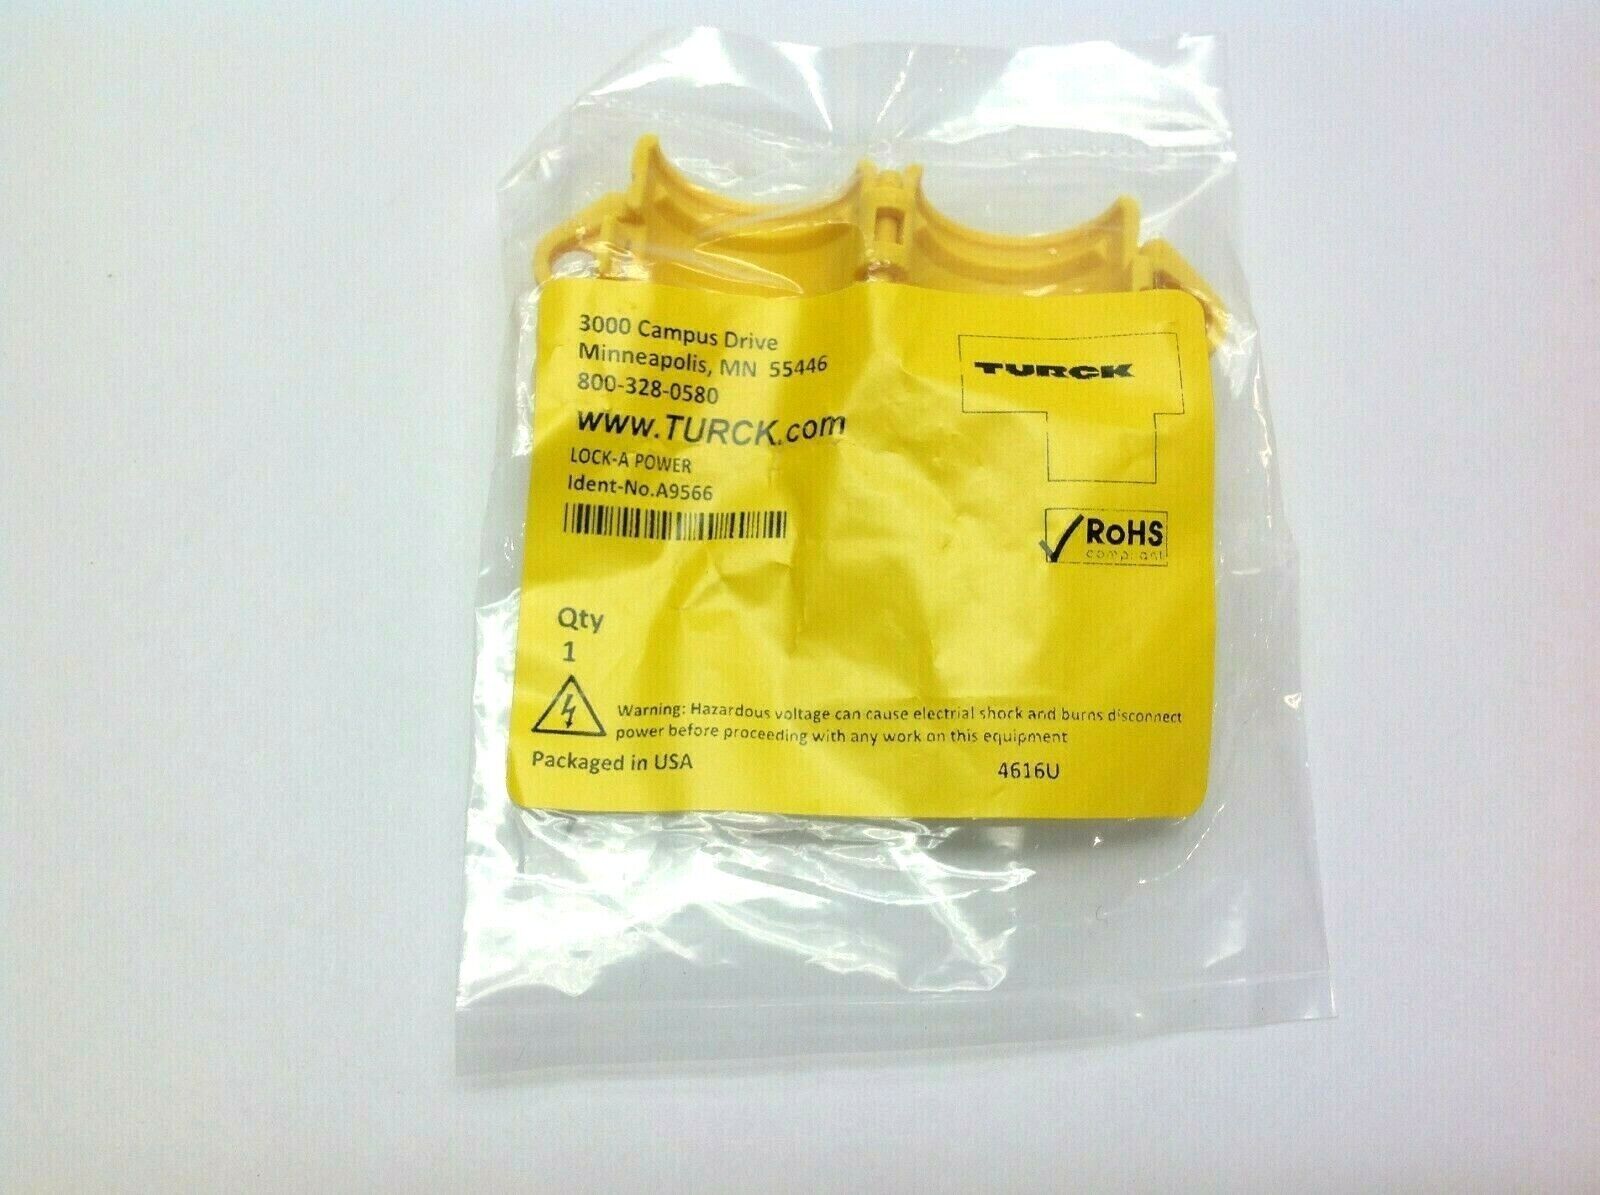 3000 Campus Drive
Minneapolis, MN 55446
800-328-0580
www.TURCK.com
LOCK-A POWER
Ident-No.A9566
TURCK
RoHS
compliant
Qty
1
Warning: Hazardous voltage can cause electrial shock and burns disconnect
power before proceeding with any work on this equipment
Packaged in USA
4616U